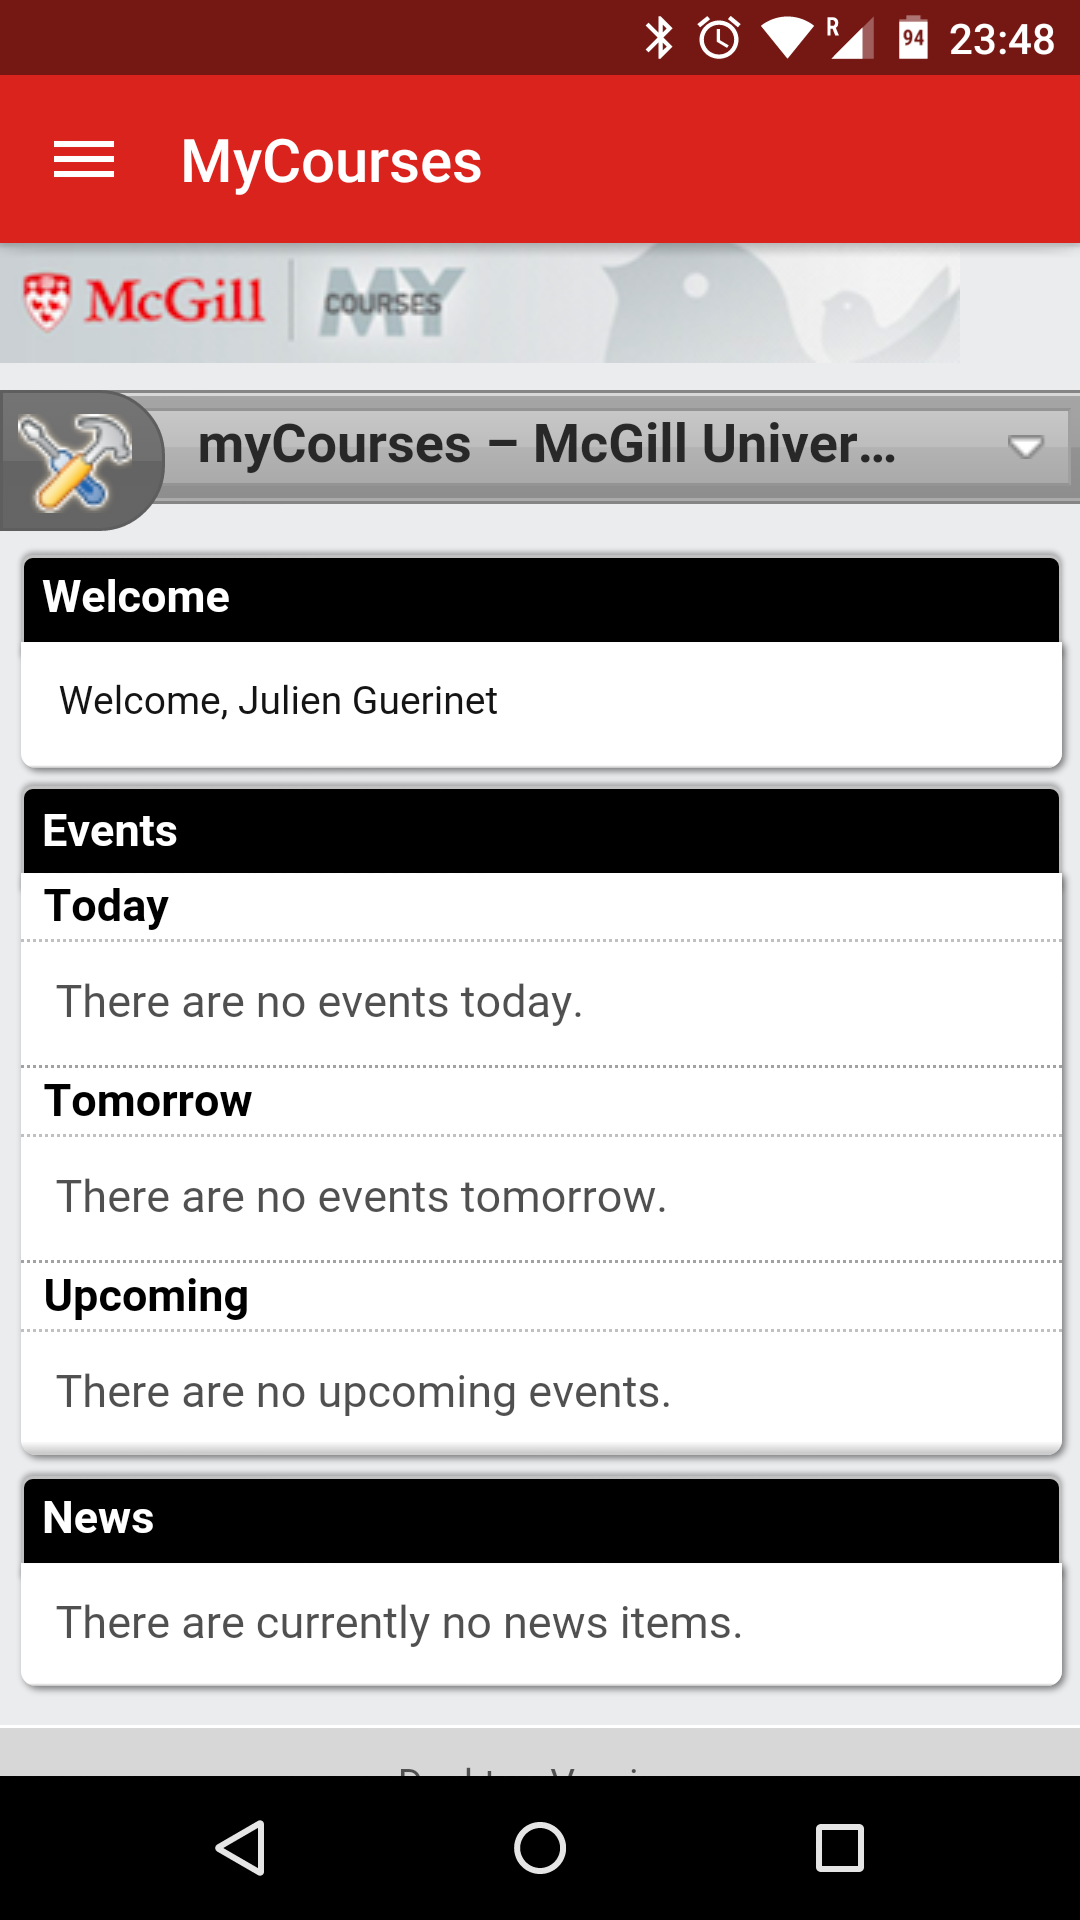 R 94 23:48
MyCourses
McGill MY COURSES
myCourses – McGill Univer...
Welcome
Welcome, Julien Guerinet
Events
Today
There are no events today.
Tomorrow
There are no events tomorrow.
Upcoming
There are no upcoming events.
News
There are currently no news items.